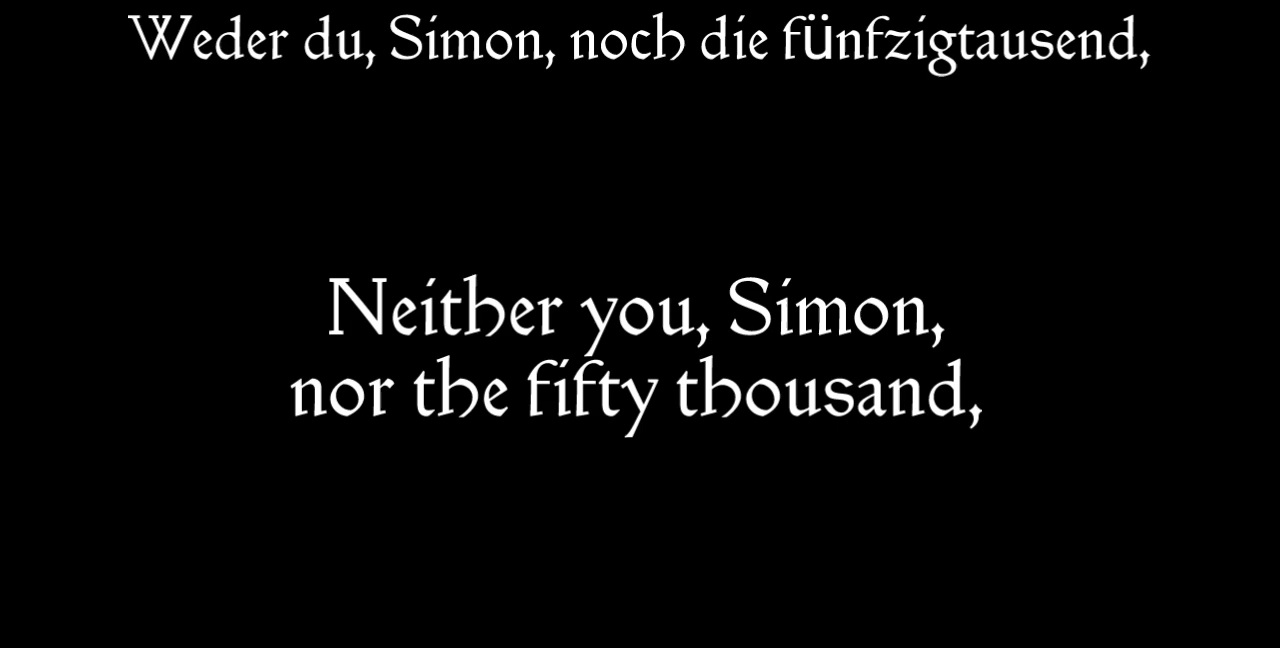 Weder du, Simon, noch die fünfzigtausend,
Neither you, Simon,
nor the fifty thousand,